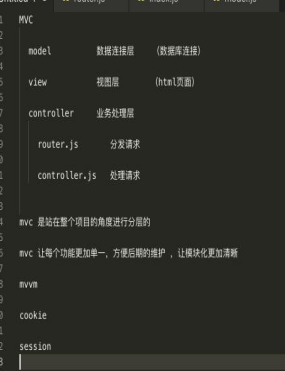 MVC
model 数据连接层 （数据库连接）
view 视图层 （html页面）
controller 业务处理层
router.js 分发请求
controller.js 处理请求
mvc 是站在整个项目的角度进行分层的
mvc 让每个功能更加单一，方便后期的维护 ，让模块化更加清晰
mvvm
cookie
session